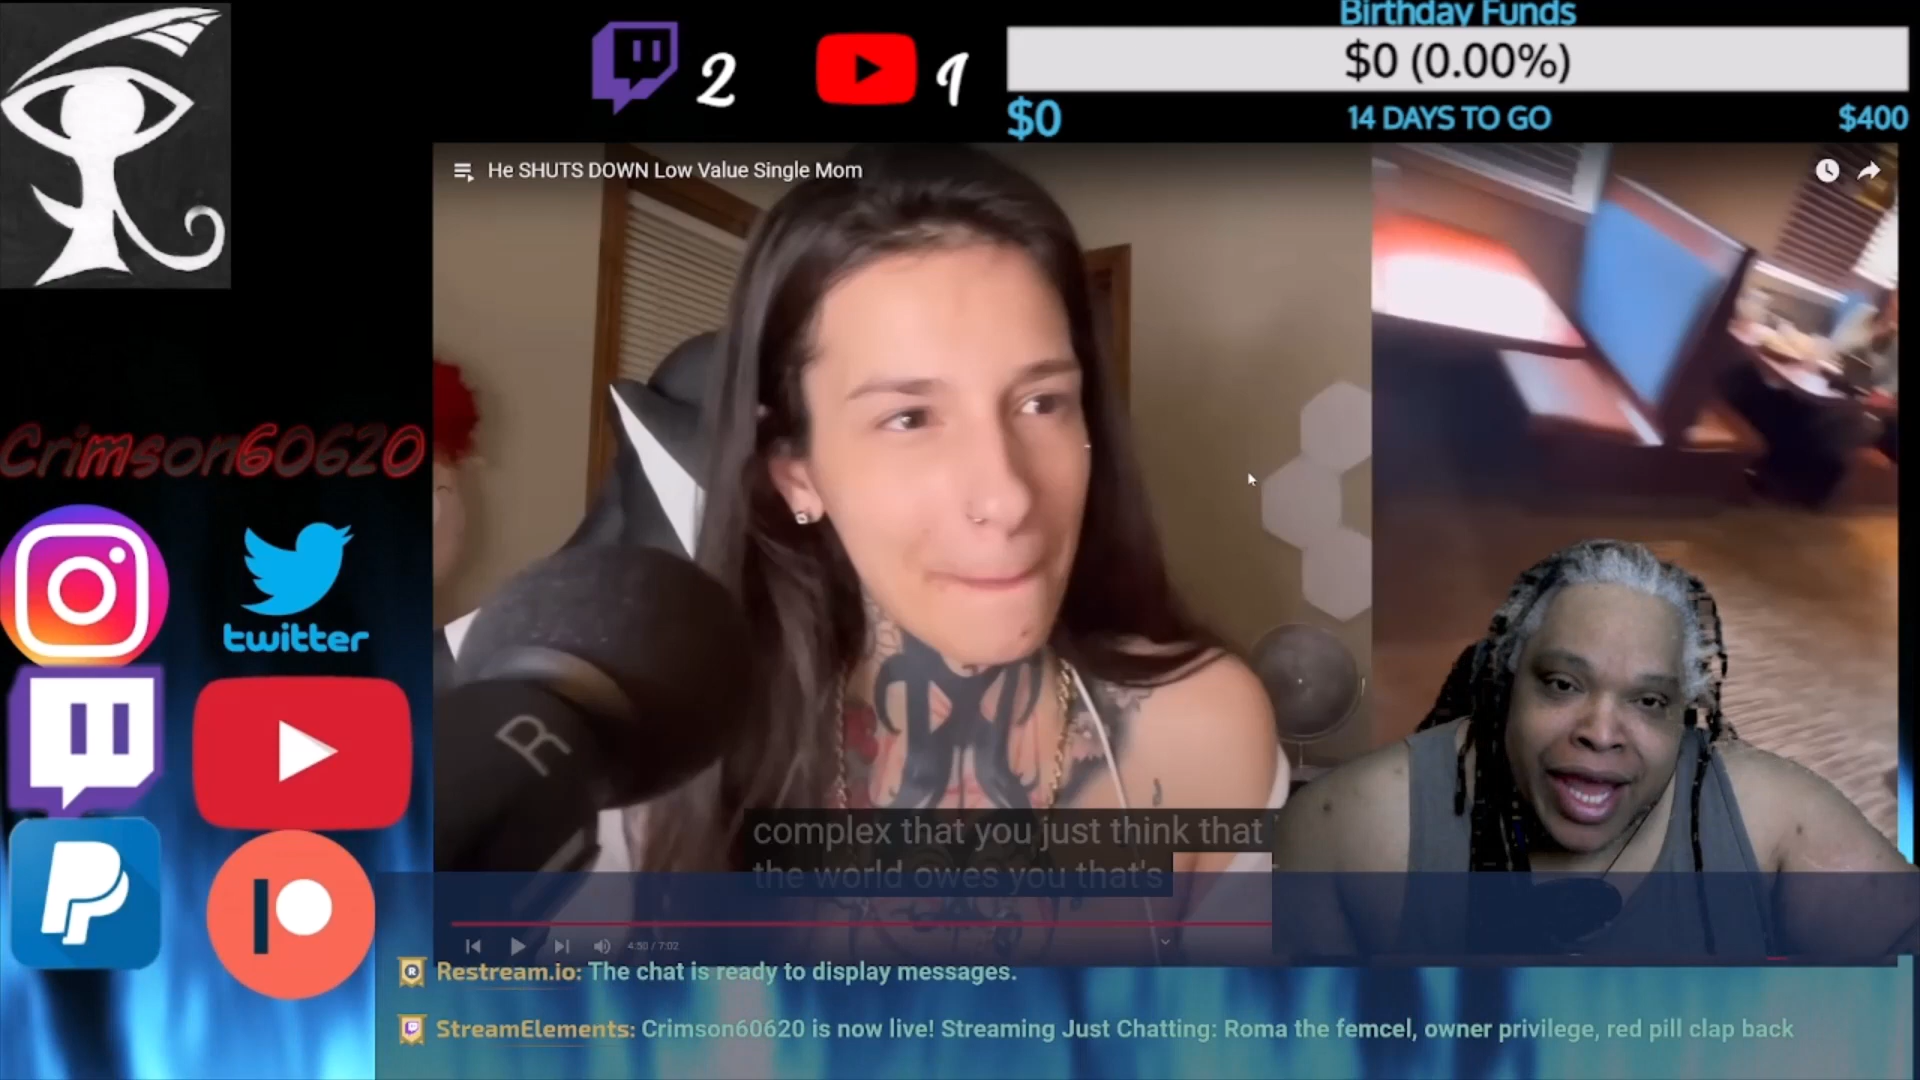 Birthday Funds
2
9
$0 (0.00%)
$0
14 DAYS TO GO
$400
He SHUTS DOWN Low Value Single Mom
Crimson60620
twitter
R
complex that you just think that
the world owes you that's
4:50 / 7:02
Restream.io: The chat is ready to display messages.
StreamElements: Crimson60620 is now live! Streaming Just Chatting: Roma the femcel, owner privilege, red pill clap back